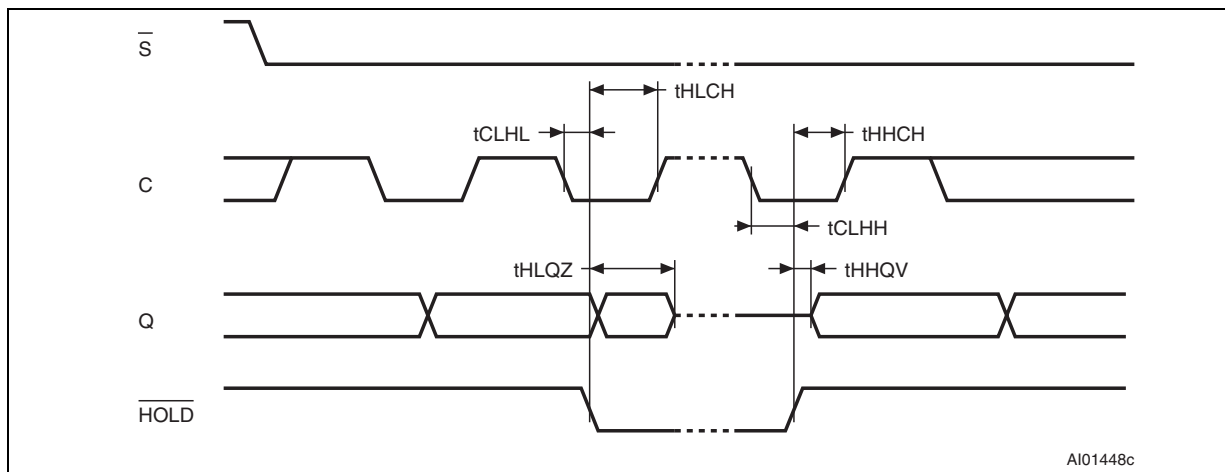 S
tHLCH
tCLHL
tHHCH
C
tCLHH
tHLQZ
tHHQV
Q
HOLD
AI01448c